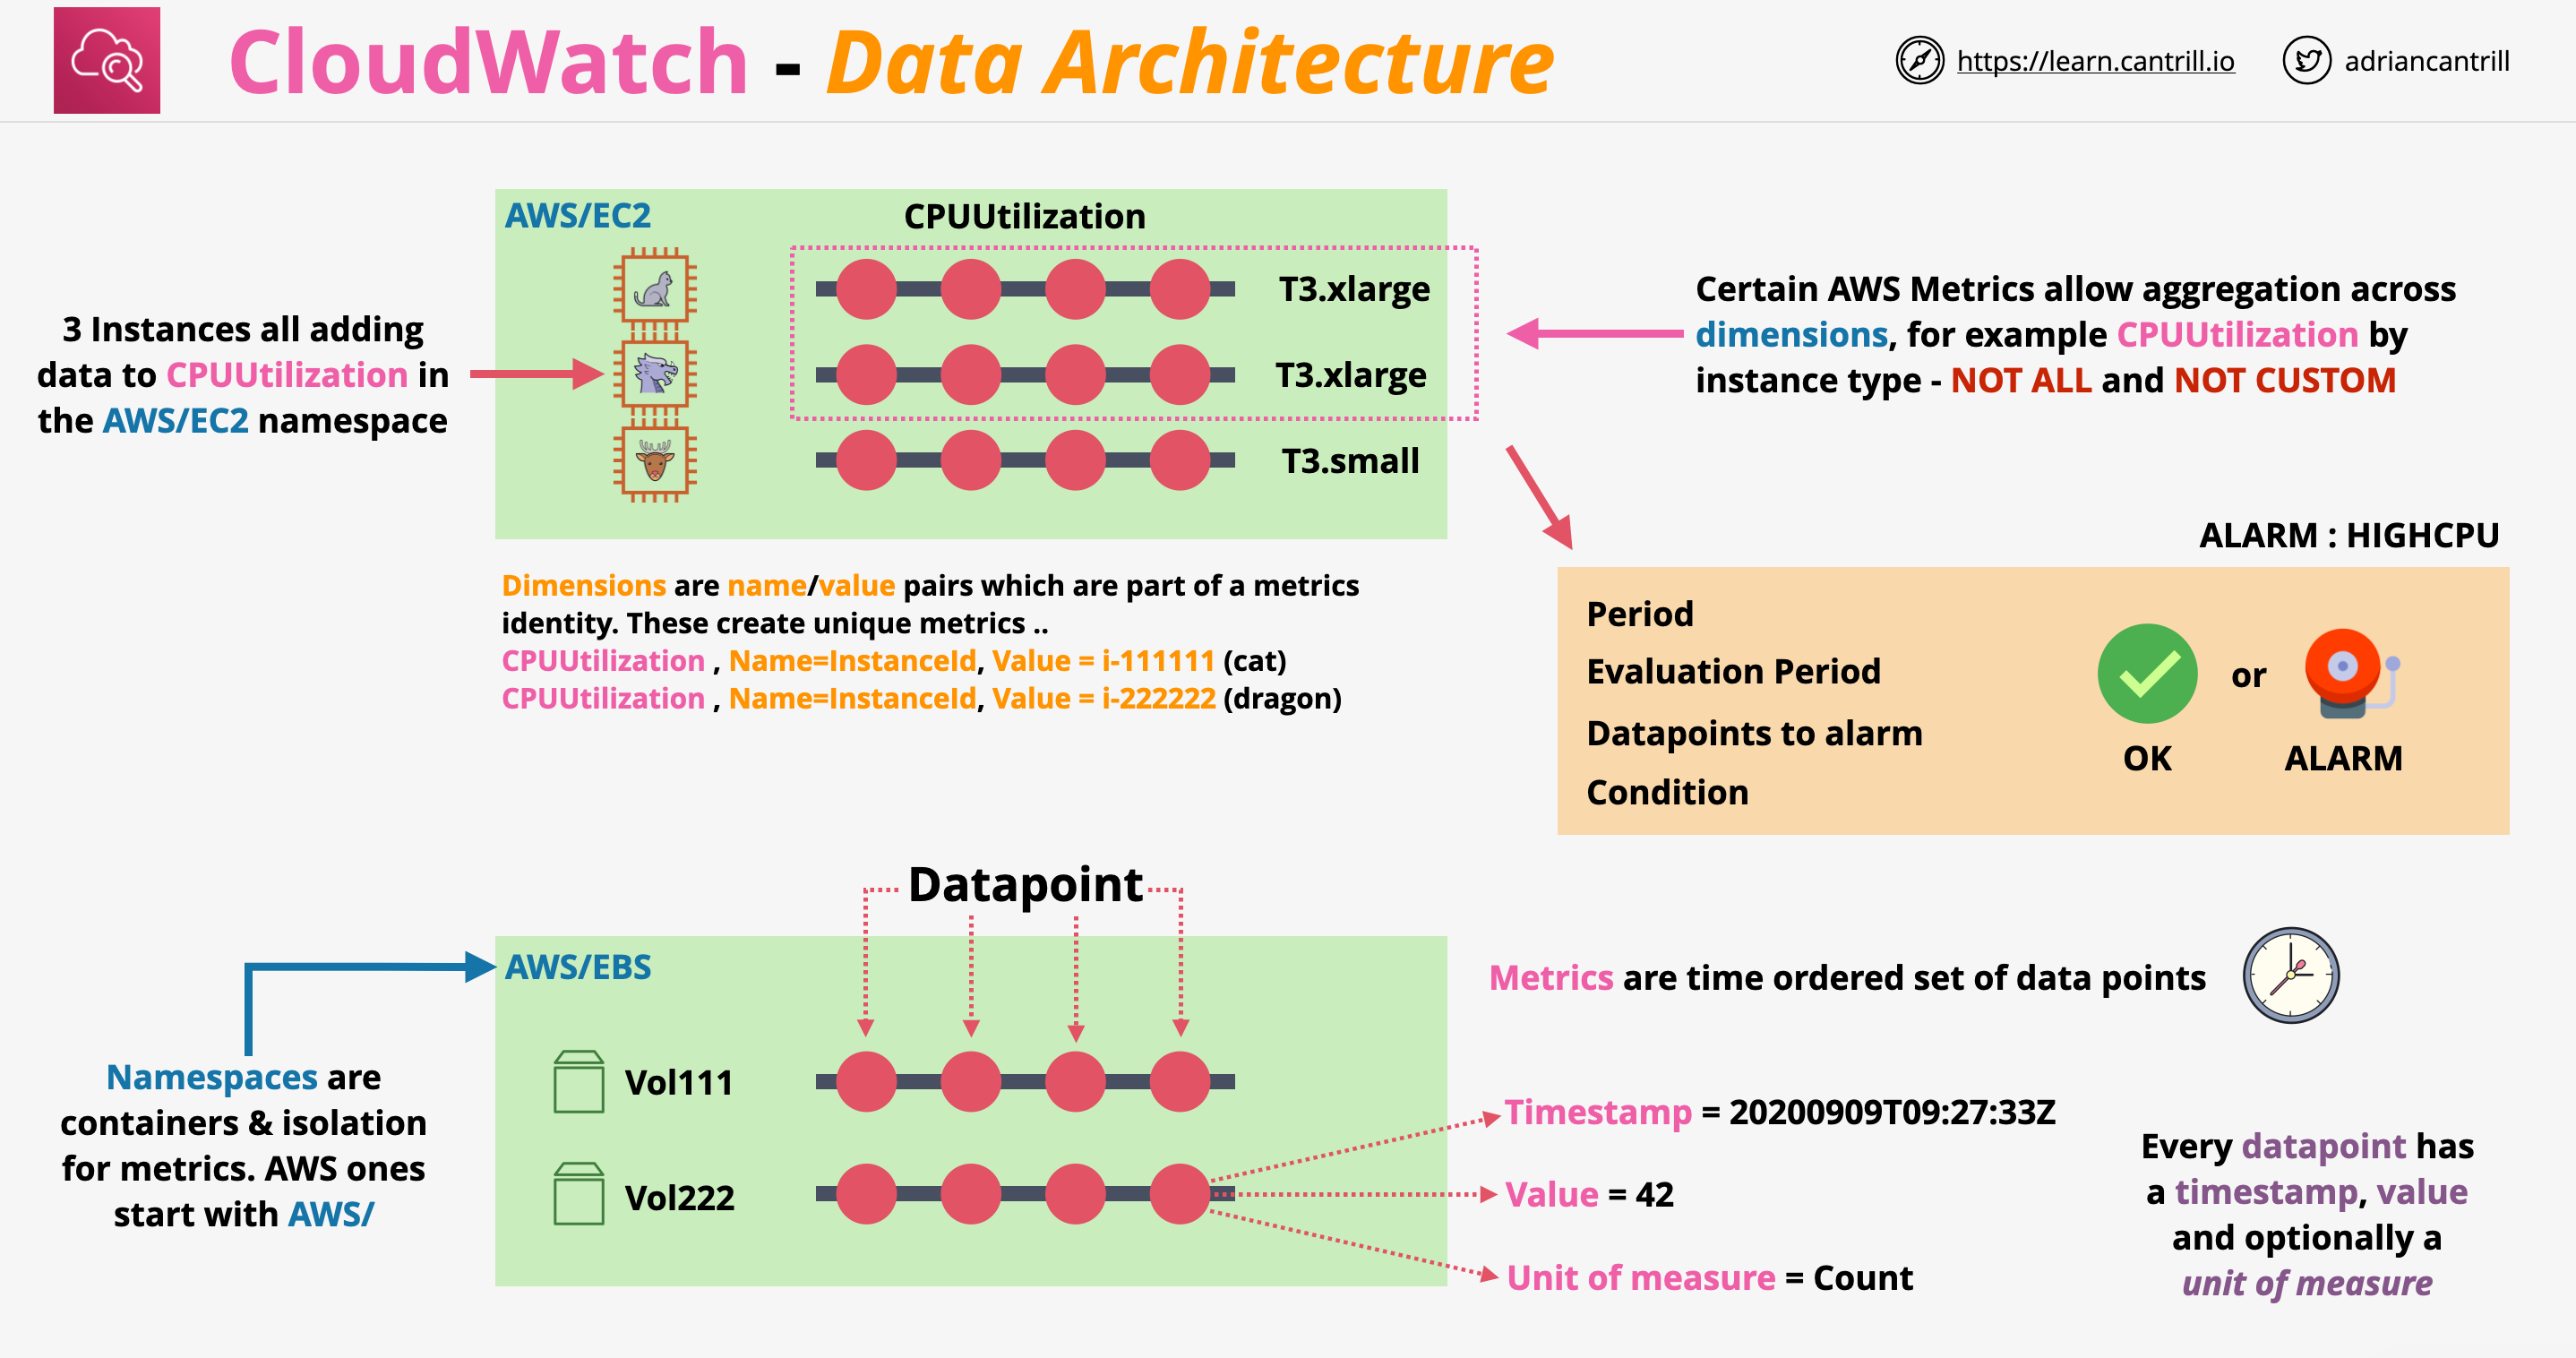 CloudWatch - Data Architecture
https://learn.cantrill.io
adriancantrill
AWS/EC2
CPUUtilization
T3.xlarge
T3.xlarge
T3.small
3 Instances all adding
data to CPUUtilization in
the AWS/EC2 namespace
Certain AWS Metrics allow aggregation across
dimensions, for example CPUUtilization by
instance type - NOT ALL and NOT CUSTOM
Dimensions are name/value pairs which are part of a metrics
identity. These create unique metrics ..
CPUUtilization , Name=InstanceId, Value = i-111111 (cat)
CPUUtilization , Name=InstanceId, Value = i-222222 (dragon)
ALARM : HIGHCPU
Period
Evaluation Period
Datapoints to alarm
Condition
or
OK
ALARM
Datapoint
AWS/EBS
Vol111
Vol222
Namespaces are
containers & isolation
for metrics. AWS ones
start with AWS/
Metrics are time ordered set of data points
Timestamp = 20200909T09:27:33Z
Value = 42
Unit of measure = Count
Every datapoint has
a timestamp, value
and optionally a
unit of measure